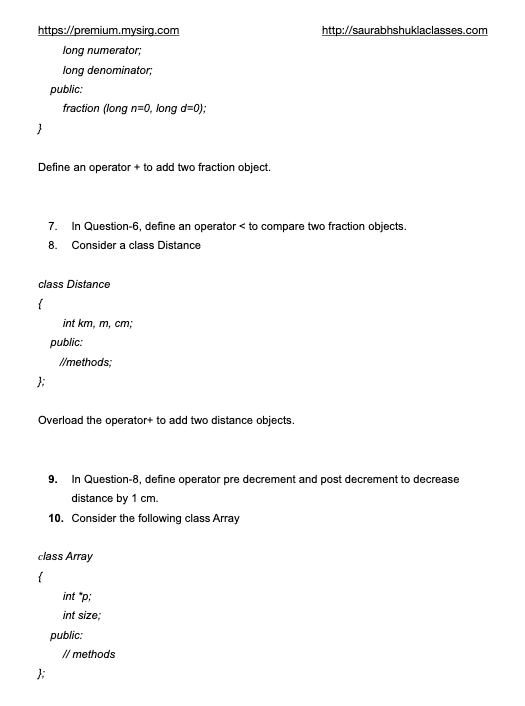 https://premium.mysirg.com http://saurabhshuklaclasses.com
long numerator;
long denominator;
public:
fraction (long n=0, long d=0);
}
Define an operator + to add two fraction object.
7. In Question-6, define an operator < to compare two fraction objects.
8. Consider a class Distance
class Distance
{
int km, m, cm;
public:
//methods;
};
Overload the operator+ to add two distance objects.
9. In Question-8, define operator pre decrement and post decrement to decrease
distance by 1 cm.
10. Consider the following class Array
class Array
{
int *p;
int size;
public:
// methods
};